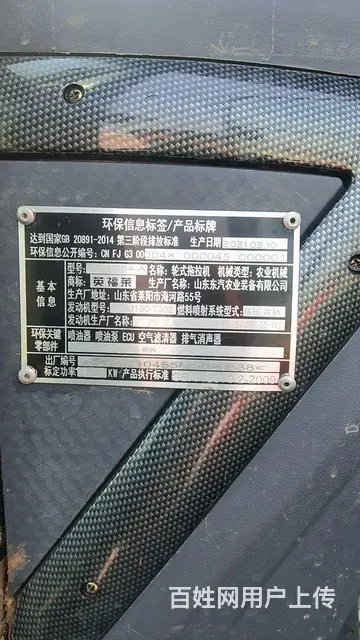 环保信息标签/产品标牌
达到国家GB 20891-2014 第三阶段排放标准 生产日期 2021.03.10
环保信息公开编号: CN FJ G3 00 000045 000001
基本信息
型号: 轮式拖拉机 机械类型: 农业机械
商标: 英福莱 生产厂名称: 山东东汽农业装备有限公司
生产厂地址: 山东省莱阳市海河路55号
发动机型号: 燃料喷射系统型式:
发动机生产厂名称:
环保关键零部件
喷油器 喷油泵 ECU 空气滤清器 排气消声器
出厂编号
标定功率 KW 产品执行标准
百姓网用户上传